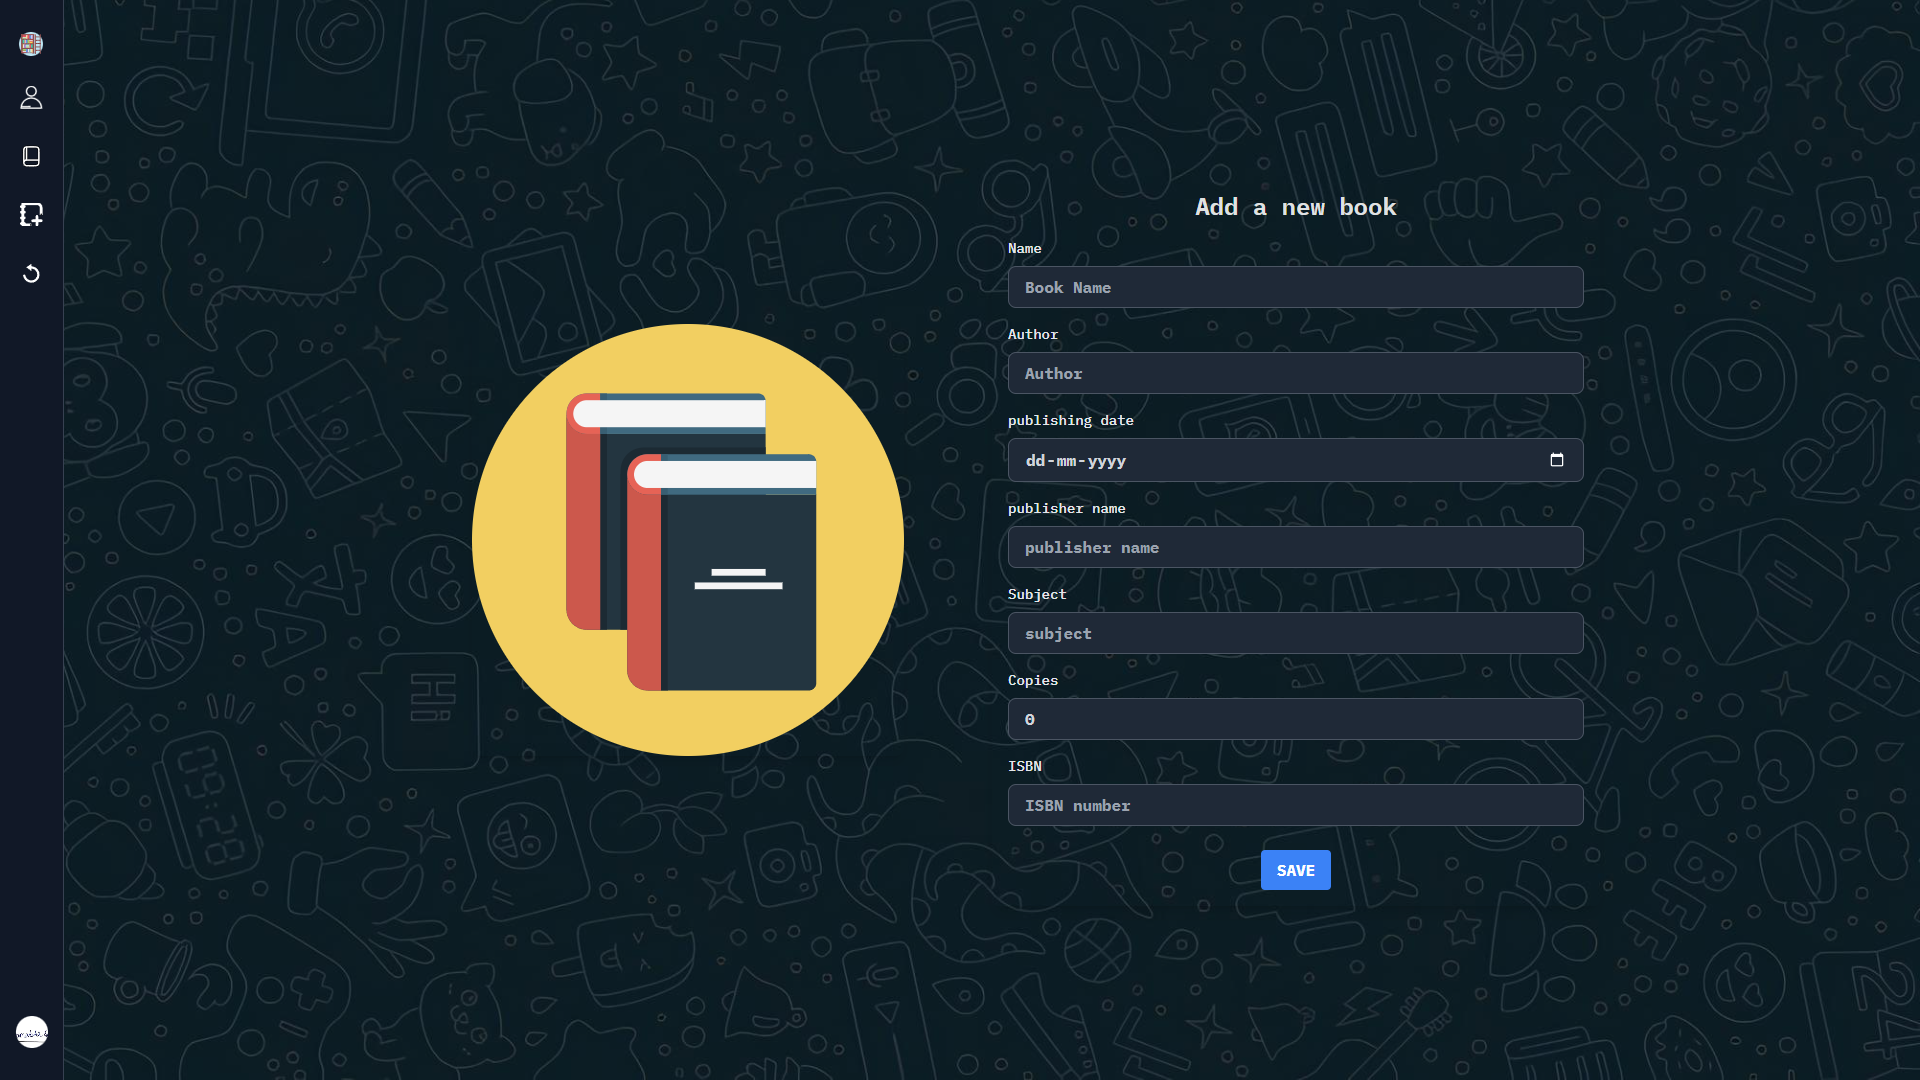 Add a new book
Name
Book Name
Author
Author
publishing date
dd-mm-yyyy
publisher name
publisher name
Subject
subject
Copies
0
ISBN
ISBN number
SAVE